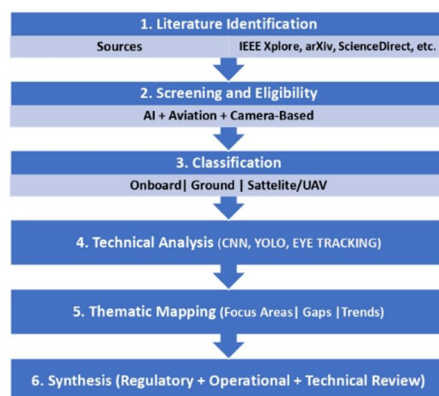 1. Literature Identification
Sources IEEE Xplore, arXiv, ScienceDirect, etc.
2. Screening and Eligibility
AI + Aviation + Camera-Based
3. Classification
Onboard| Ground | Sattelite/UAV
4. Technical Analysis (CNN, YOLO, EYE TRACKING)
5. Thematic Mapping (Focus Areas| Gaps |Trends)
6. Synthesis (Regulatory + Operational + Technical Review)